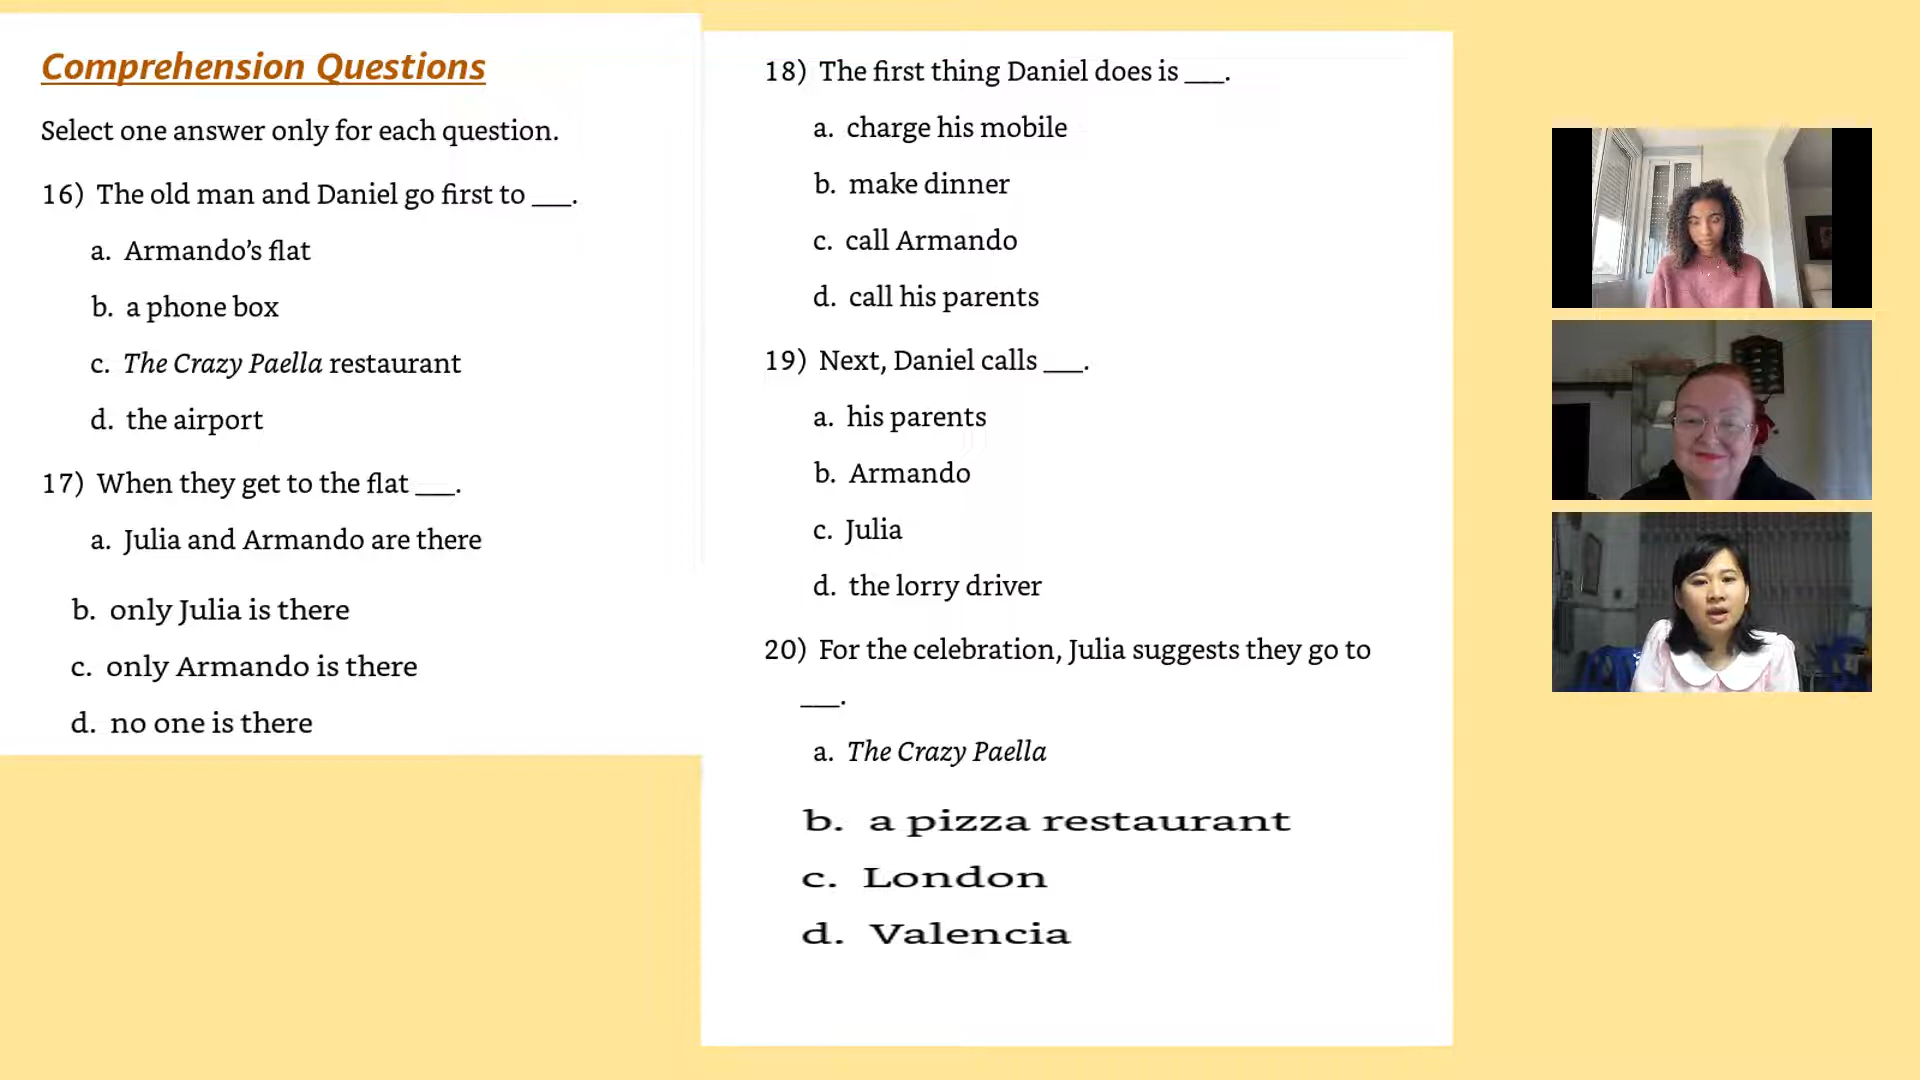 Comprehension Questions
Select one answer only for each question.
16) The old man and Daniel go first to ___.
a. Armando’s flat
b. a phone box
c. The Crazy Paella restaurant
d. the airport
17) When they get to the flat ___.
a. Julia and Armando are there
b. only Julia is there
c. only Armando is there
d. no one is there
18) The first thing Daniel does is ___.
a. charge his mobile
b. make dinner
c. call Armando
d. call his parents
19) Next, Daniel calls ___.
a. his parents
b. Armando
c. Julia
d. the lorry driver
20) For the celebration, Julia suggests they go to
___.
a. The Crazy Paella
b. a pizza restaurant
c. London
d. Valencia